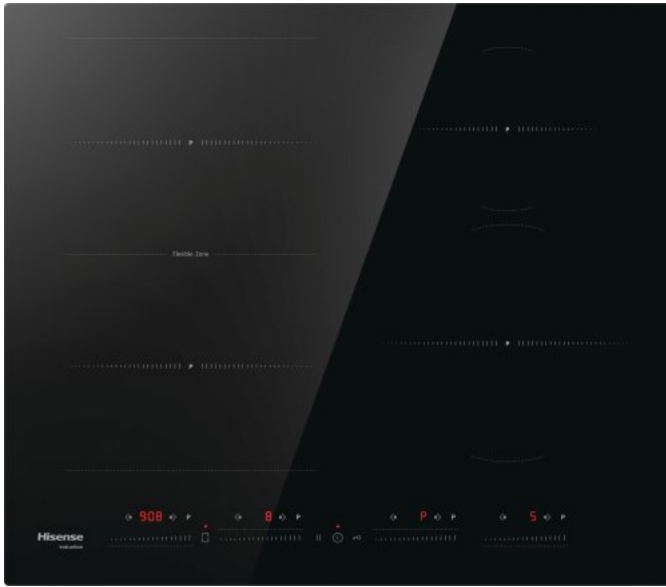 P
P
Flexible Zone
P
P
908 P
8 P
P P
5 P
Hisense
Induction